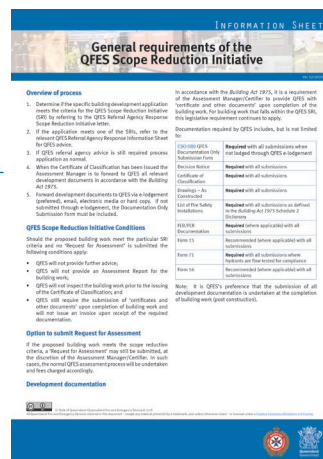 INFORMATION SHEET
General requirements of the
QFES Scope Reduction Initiative
Overview of process
1. Determine if the specific building development application
meets the criteria for the QFES Scope Reduction Initiative
(SRI) by referring to the QFES Referral Agency Response
Scope Reduction Initiative letter.
2. If the application meets one of the SRIs, refer to the
relevant QFES Referral Agency Response Information Sheet
for QFES advice.
3. If QFES referral agency advice is still required process
application as normal.
4. When the Certificate of Classification has been issued the
Assessment Manager is to forward to QFES all relevant
development documents in accordance with the Building
Act 1975.
5. Forward development documents to QFES via e-lodgement
(preferred), email, electronic media or hard copy. If not
submitted through e-lodgement, the Documentation Only
Submission Form must be included.
QFES Scope Reduction Initiative Conditions
Should the proposed building work meet the particular SRI
criteria and no 'Request for Assessment' is submitted the
following conditions apply:
• QFES will not provide further advice;
• QFES will not provide an Assessment Report for the
building work;
• QFES will not inspect the building work prior to the issuing
of the Certificate of Classification; and
• QFES still require the submission of 'certificates and
other documents' upon completion of building work and
will not issue an invoice upon receipt of the required
documentation.
Option to submit Request for Assessment
If the proposed building work meets the scope reduction
criteria, a 'Request for Assessment' may still be submitted, at
the discretion of the Assessment Manager/Certifier. In such
cases, the normal QFES assessment process will be undertaken
and fees charged accordingly.
Development documentation
In accordance with the Building Act 1975, it is a requirement
of the Assessment Manager/Certifier to provide QFES with
'certificate and other documents' upon completion of the
building work. For building work that falls within the QFES SRI,
this legislative requirement continues to apply.
Documentation required by QFES includes, but is not limited
to:
QFES
Documentation Only
Submission Form
Required with all submissions when
not lodged through QFES e-lodgement
Decision Notice
Required with all submissions
Certificate of
Classification
Required with all submissions
Drawings – As
Constructed
Required with all submissions
List of Fire Safety
Installations
Required with all submissions as defined
in the Building Act 1975 Schedule 2
Dictionary
FEB/FER
Documentation
Required (where applicable) with all
submissions
Form 15
Recommended (where applicable) with all
submissions
Form 71
Required with all submissions where
hydrants are flow tested for compliance
Form 16
Recommended (where applicable) with all
submissions
Note: It is QFES's preference that the submission of all
development documentation is undertaken at the completion
of building work (post construction).